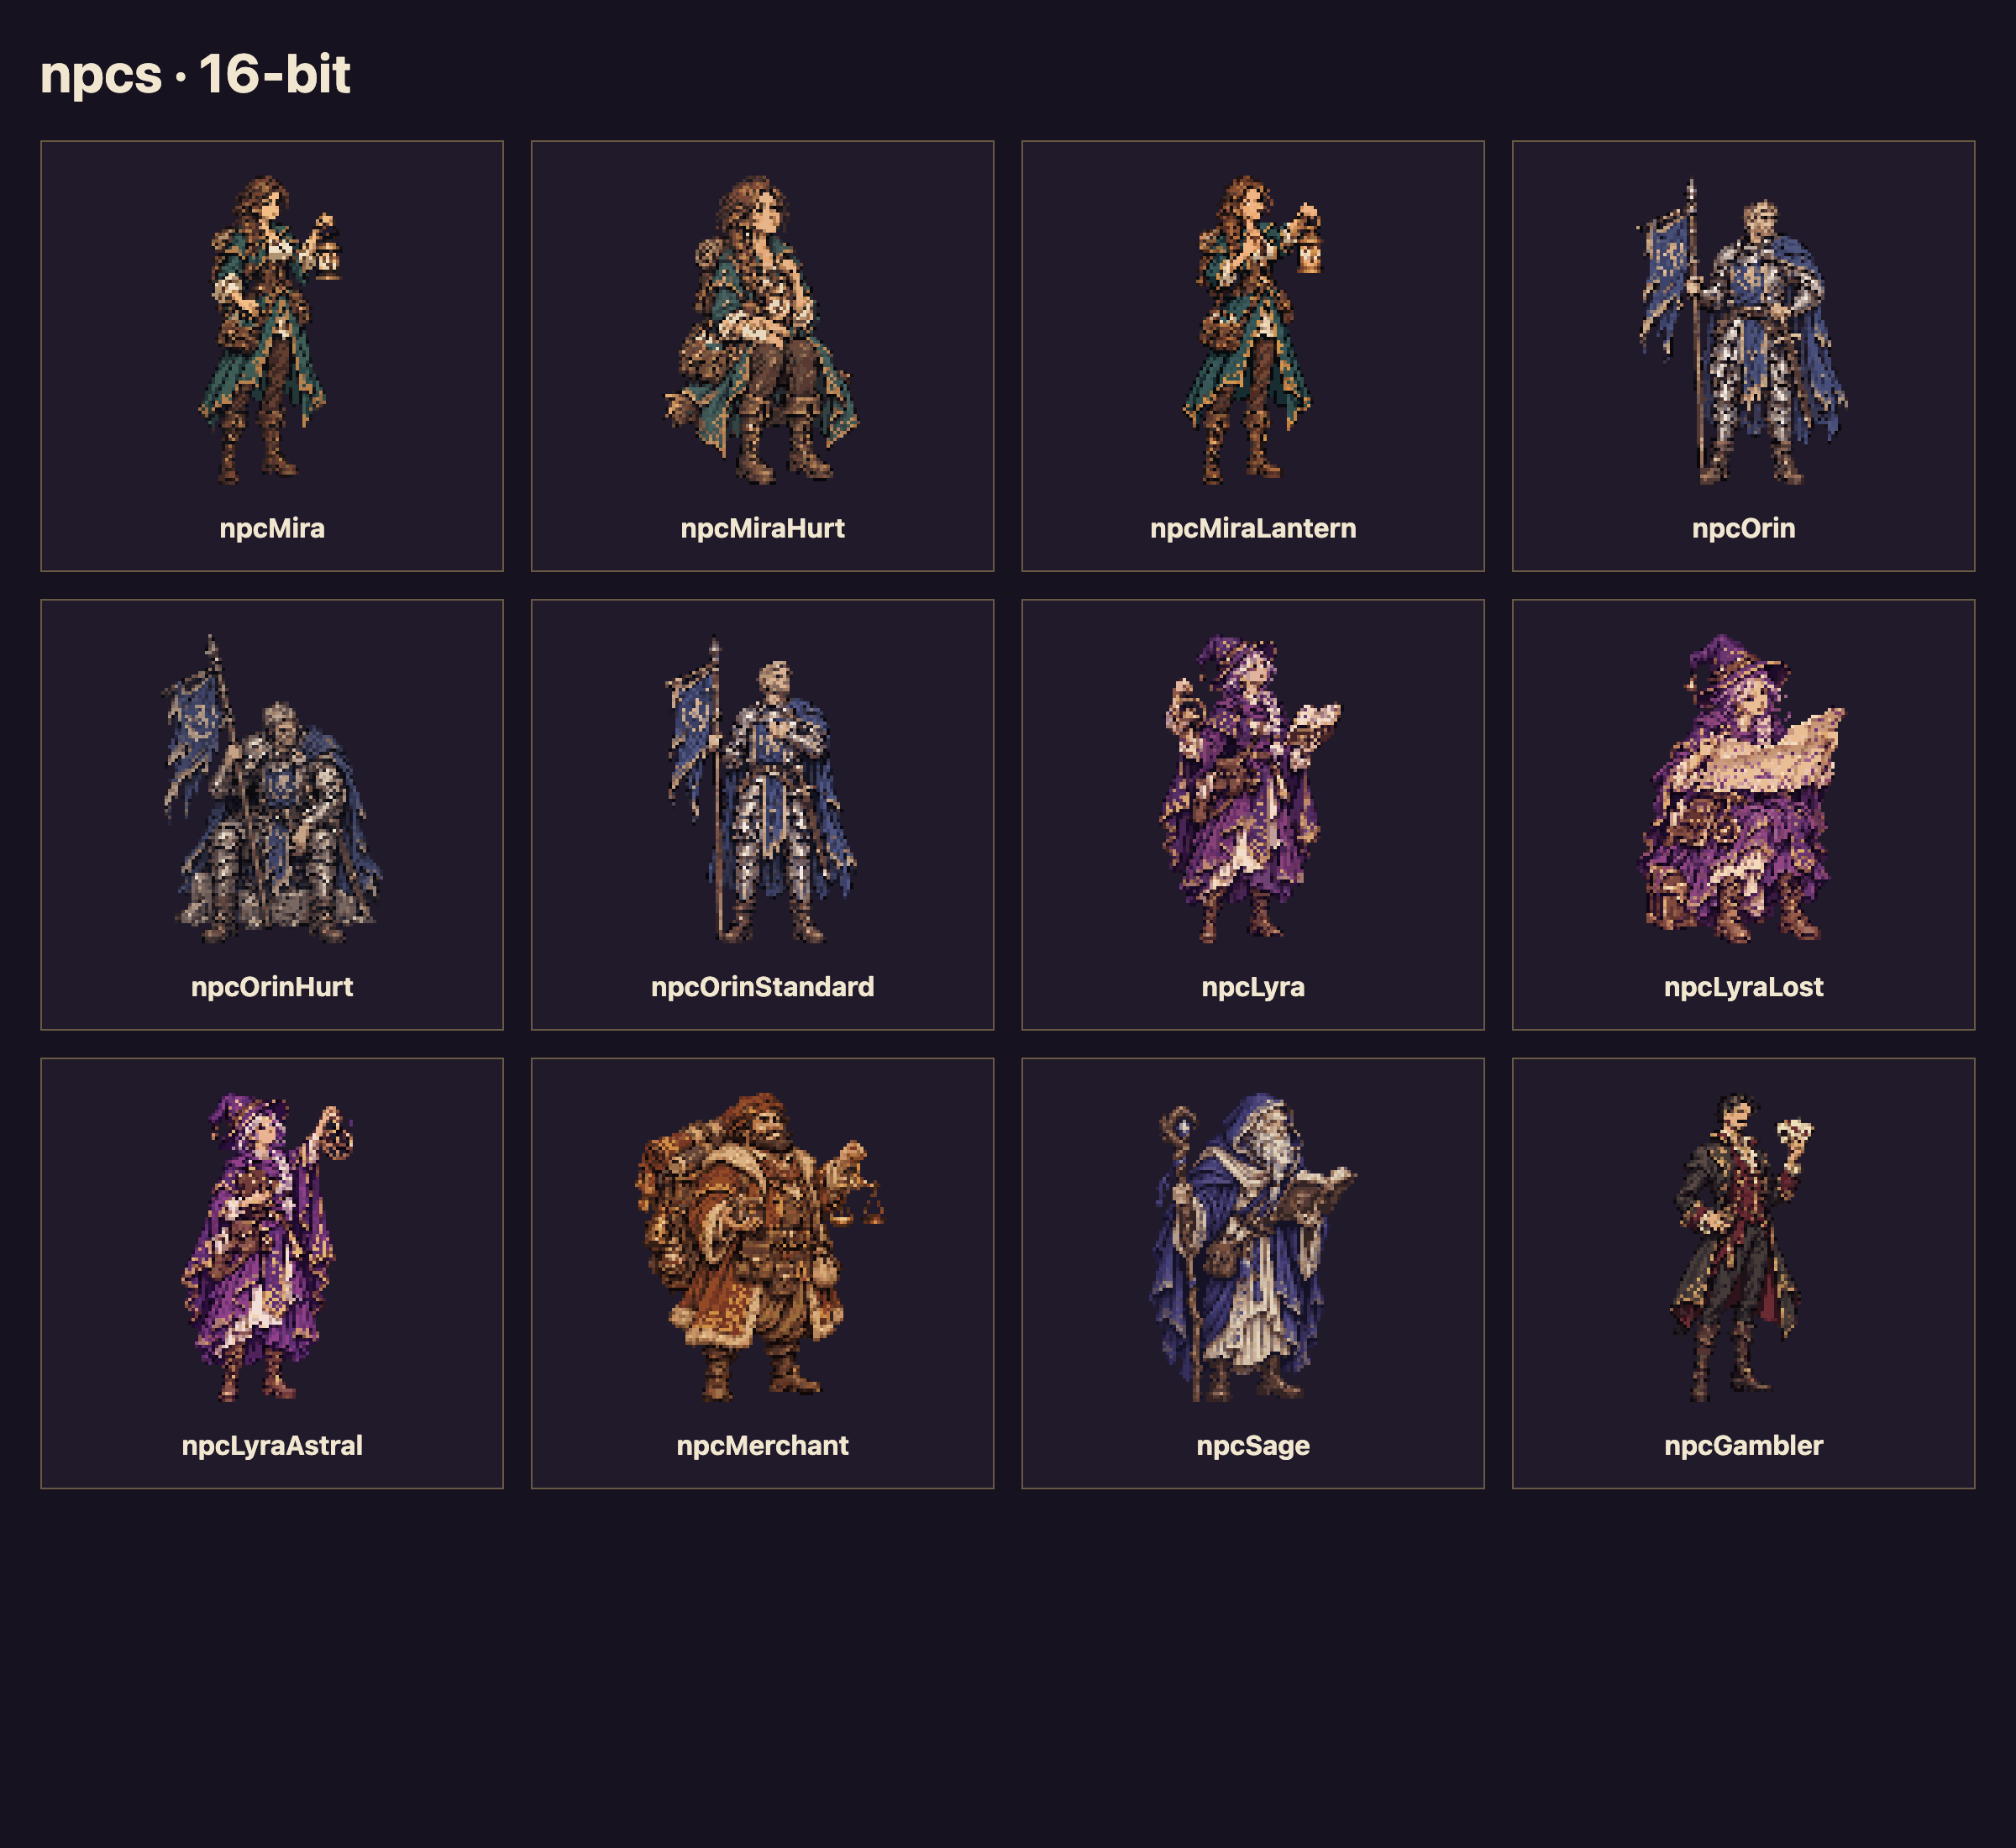 npcs · 16-bit
npcMira
npcMiraHurt
npcMiraLantern
npcOrin
npcOrinHurt
npcOrinStandard
npcLyra
npcLyraLost
npcLyraAstral
npcMerchant
npcSage
npcGambler